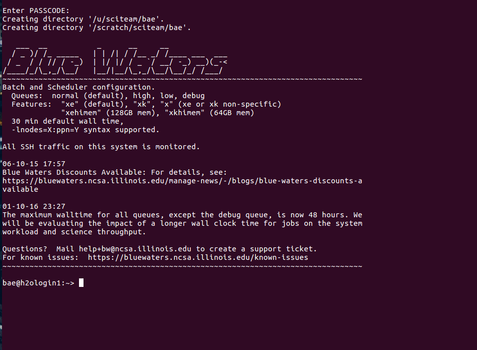 Enter PASSCODE:
Creating directory '/u/sciteam/bae'.
Creating directory '/scratch/sciteam/bae'.
Blue Waters
Batch and Scheduler configuration.
Queues: normal (default), high, low, debug
Features: "xe" (default), "xk", "x" (xe or xk non-specific)
"xehimem" (128GB mem), "xkhimem" (64GB mem)
30 min default wall time,
-lnodes=X:ppn=Y syntax supported.
All SSH traffic on this system is monitored.
06-10-15 17:57
Blue Waters Discounts Available: For details, see:
https://bluewaters.ncsa.illinois.edu/manage-news/-/blogs/blue-waters-discounts-a
vailable
01-10-16 23:27
The maximum walltime for all queues, except the debug queue, is now 48 hours. We
will be evaluating the impact of a longer wall clock time for jobs on the system
workload and science throughput.
Questions? Mail help+bw@ncsa.illinois.edu to create a support ticket.
For known issues: https://bluewaters.ncsa.illinois.edu/known-issues
bae@h2ologin1:~>